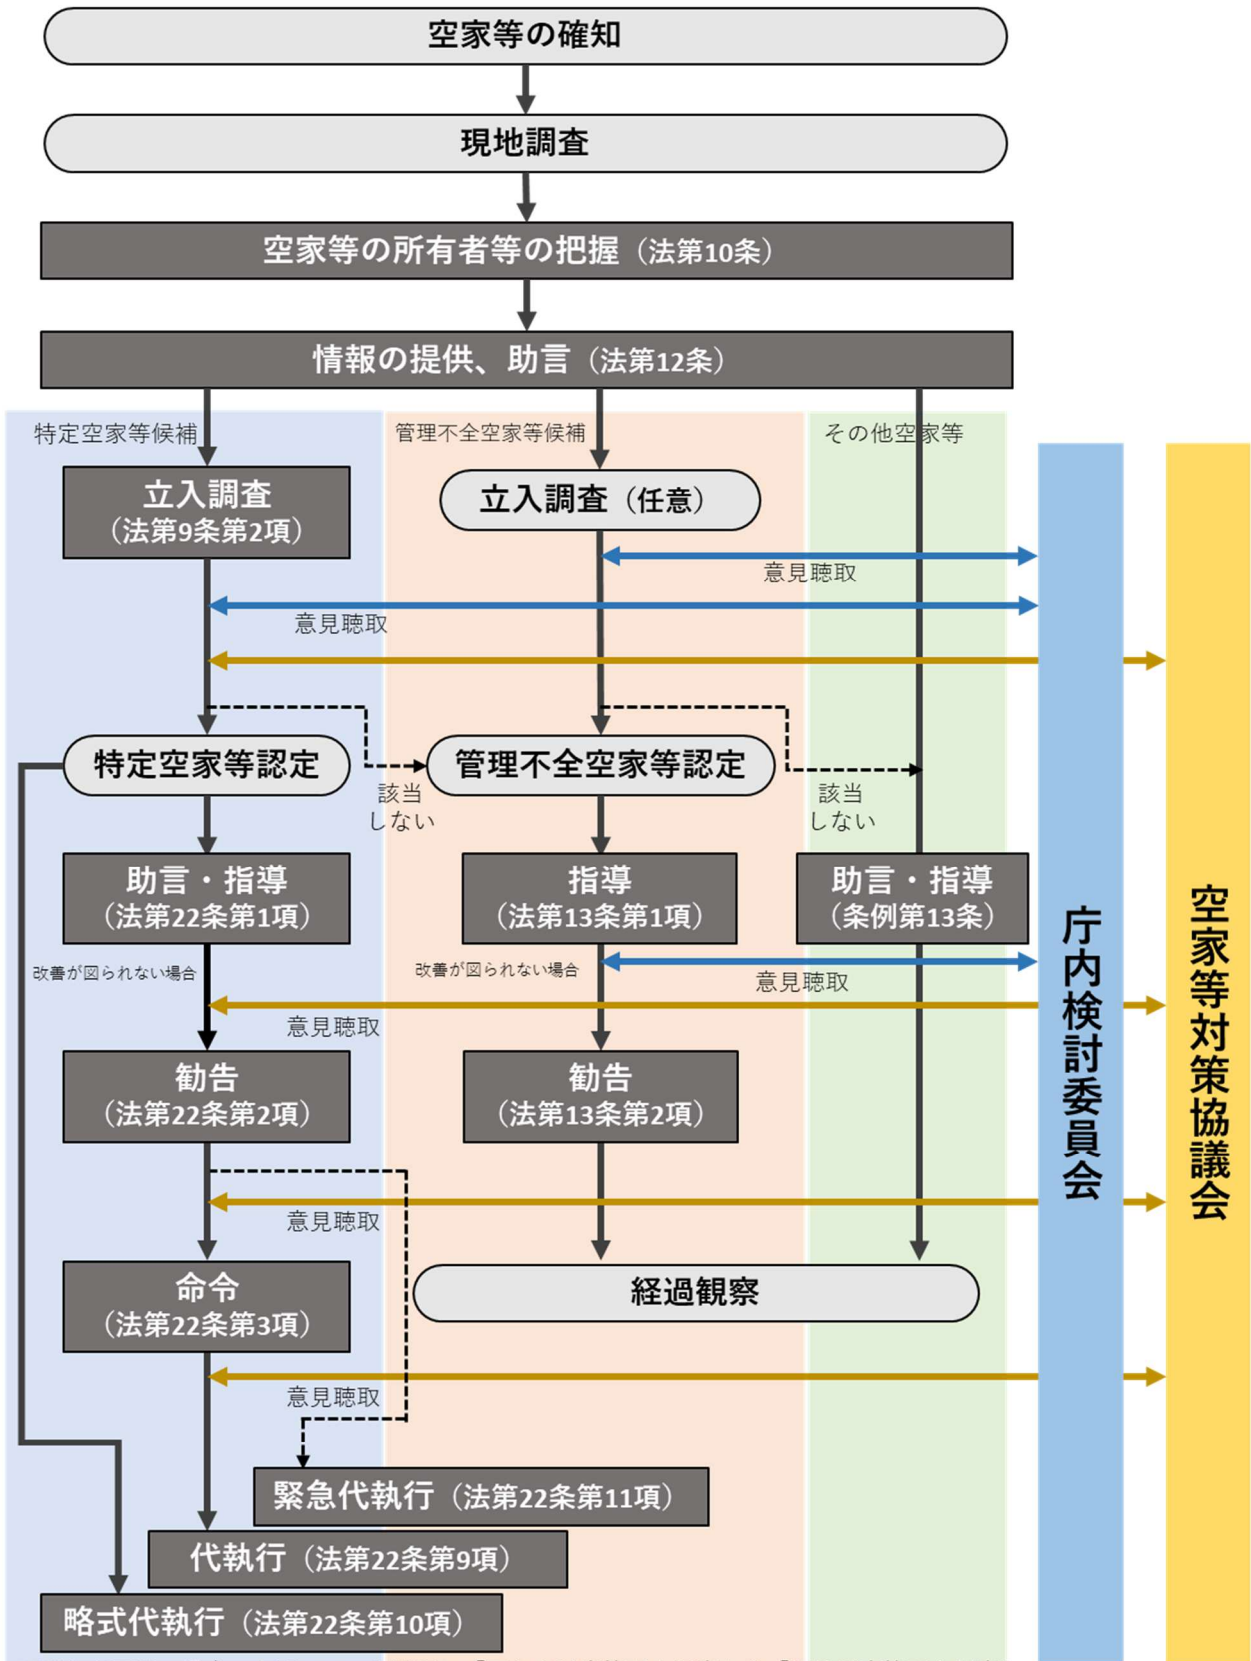 空家等の確知
現地調査
空家等の所有者等の把握（法第10条）
情報の提供、助言（法第12条）
特定空家等候補
管理不全空家等候補
その他空家等
立入調査
（法第9条第2項）
立入調査（任意）
意見聴取
意見聴取
特定空家等認定
管理不全空家等認定
該当
しない
該当
しない
助言・指導
（法第22条第1項）
指導
（法第13条第1項）
助言・指導
（条例第13条）
改善が図られない場合
改善が図られない場合
意見聴取
意見聴取
勧告
（法第22条第2項）
勧告
（法第13条第2項）
意見聴取
命令
（法第22条第3項）
経過観察
意見聴取
緊急代執行（法第22条第11項）
代執行（法第22条第9項）
略式代執行（法第22条第10項）
庁内検討委員会
空家等対策協議会